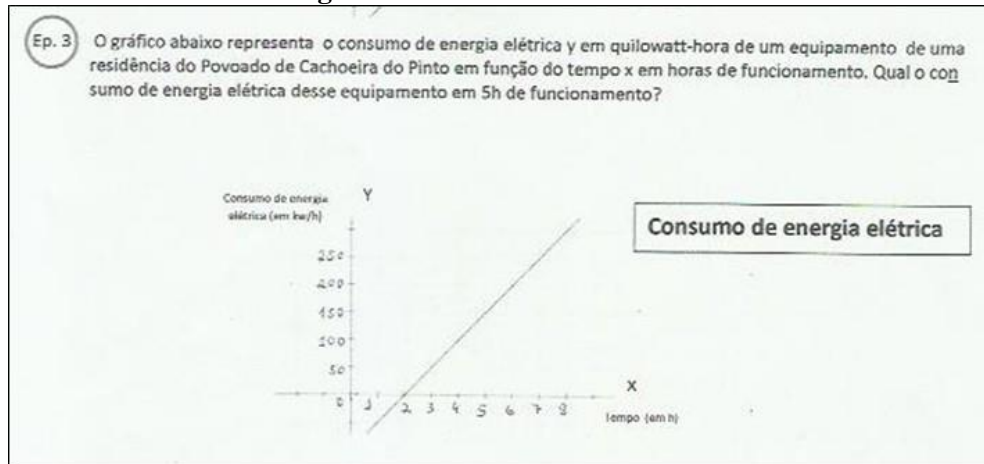 Ep. 3
O gráfico abaixo representa o consumo de energia elétrica y em quilowatt-hora de um equipamento de uma
residência do Povoado de Cachoeira do Pinto em função do tempo x em horas de funcionamento. Qual o con
sumo de energia elétrica desse equipamento em 5h de funcionamento?
Consumo de energia
elétrica (em kw/h)
Y
Consumo de energia elétrica
250
200
150
100
50
X
0 1 2 3 4 5 6 7 8
Tempo (em h)